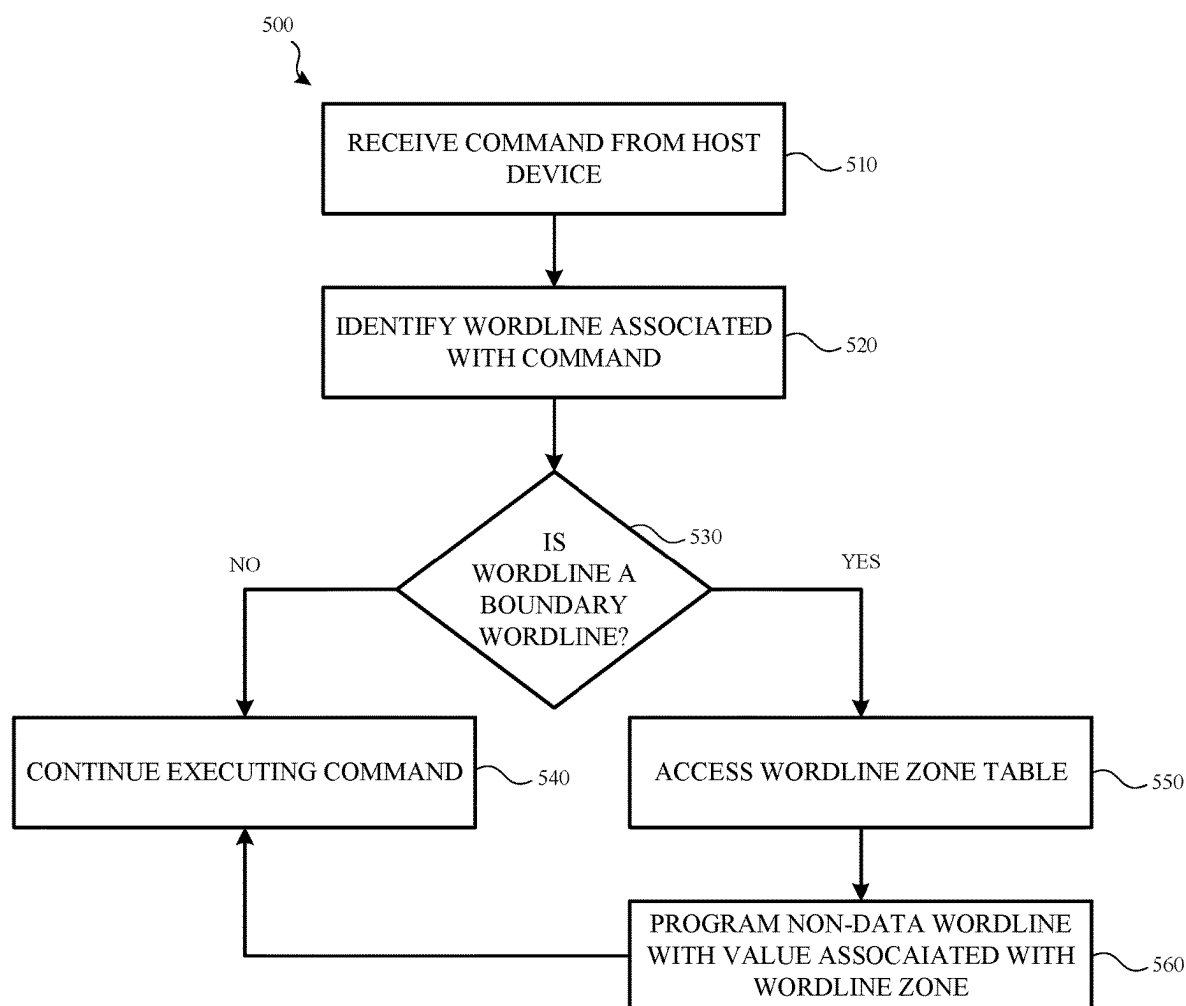 500
RECEIVE COMMAND FROM HOST
DEVICE
510
IDENTIFY WORDLINE ASSOCIATED
WITH COMMAND
520
IS
WORDLINE A
BOUNDARY
WORDLINE?
530
NO
YES
CONTINUE EXECUTING COMMAND
540
ACCESS WORDLINE ZONE TABLE
550
PROGRAM NON-DATA WORDLINE
WITH VALUE ASSOCAIATED WITH
WORDLINE ZONE
560